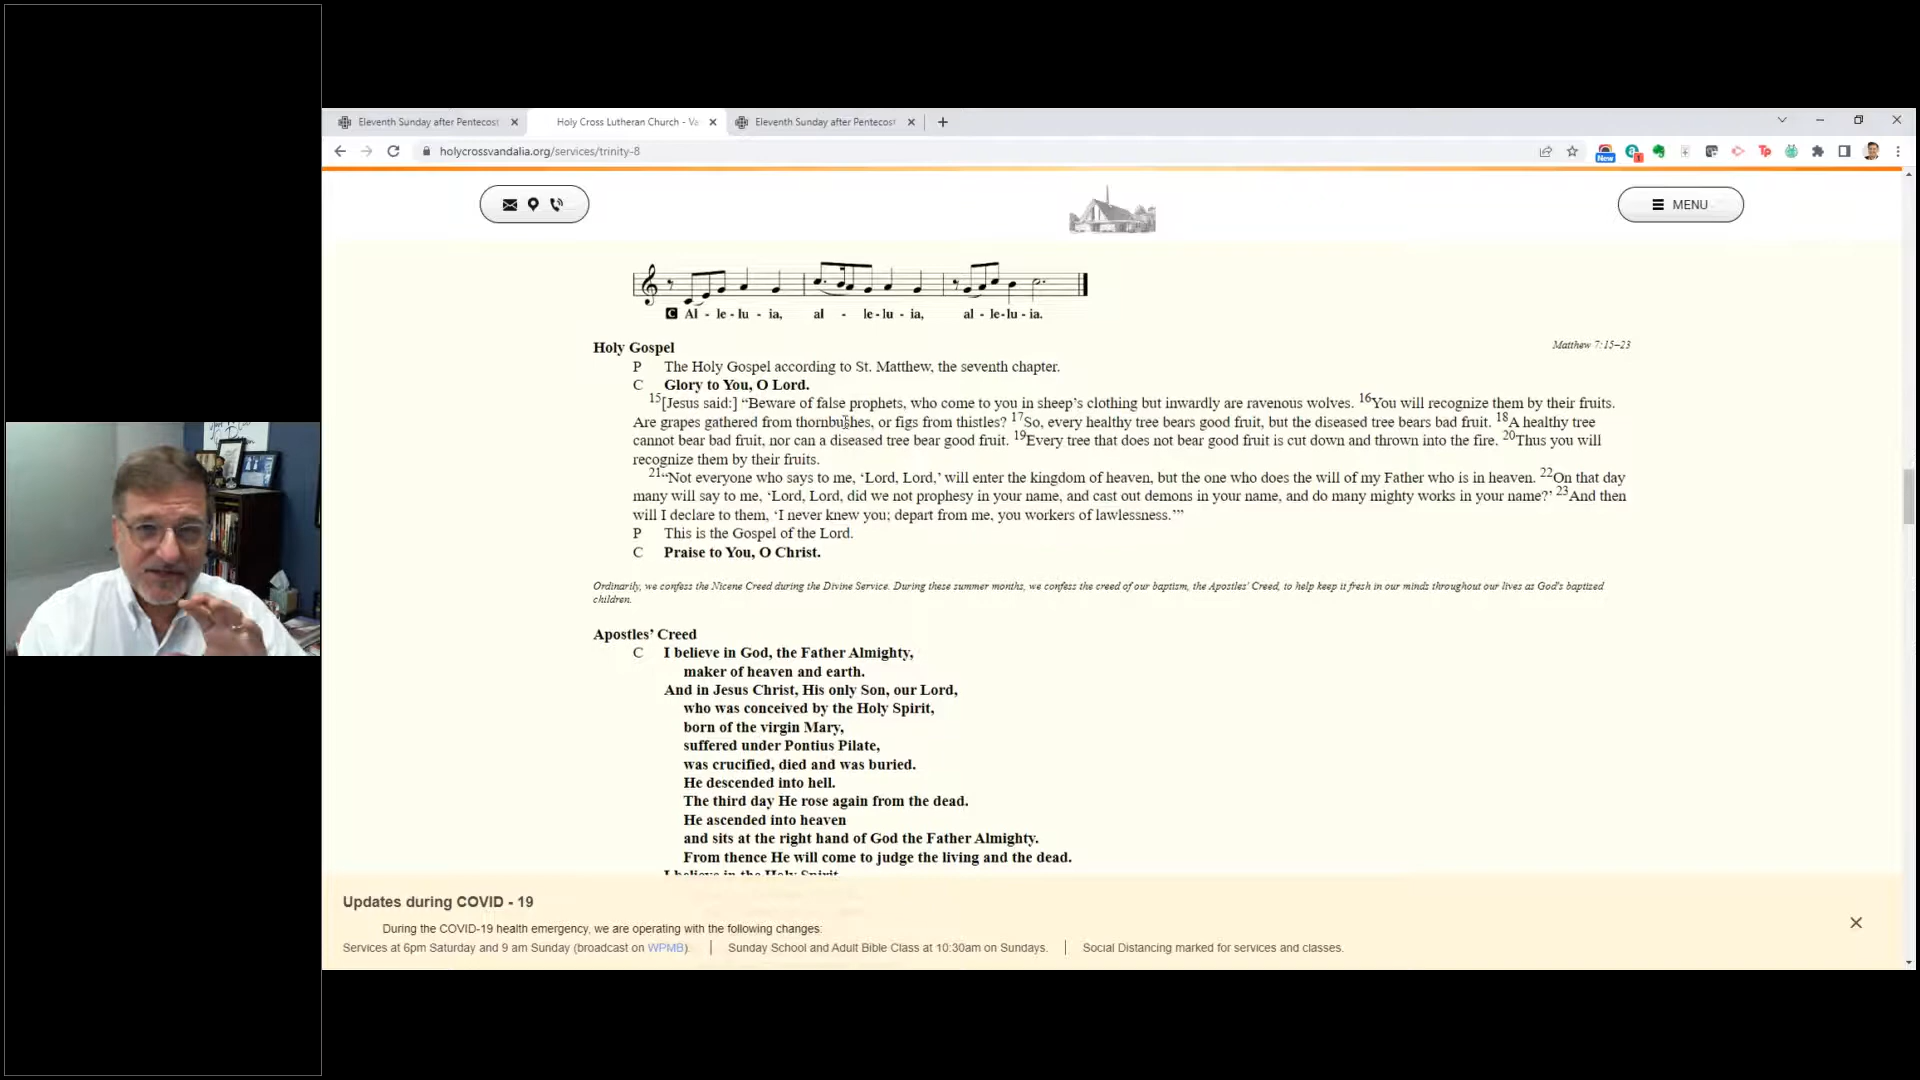 Eleventh Sunday after Pentecost
Holy Cross Lutheran Church - Va
Eleventh Sunday after Pentecost
holycrossvandalia.org/services/trinity-8
New
1
Tp
MENU
C Al - le - lu - ia, al - le - lu - ia, al - le - lu - ia.
Holy Gospel
Matthew 7:15–23
P The Holy Gospel according to St. Matthew, the seventh chapter.
C Glory to You, O Lord.
15[Jesus said:] “Beware of false prophets, who come to you in sheep’s clothing but inwardly are ravenous wolves. 16You will recognize them by their fruits.
Are grapes gathered from thornbushes, or figs from thistles? 17So, every healthy tree bears good fruit, but the diseased tree bears bad fruit. 18A healthy tree
cannot bear bad fruit, nor can a diseased tree bear good fruit. 19Every tree that does not bear good fruit is cut down and thrown into the fire. 20Thus you will
recognize them by their fruits.
21“Not everyone who says to me, ‘Lord, Lord,’ will enter the kingdom of heaven, but the one who does the will of my Father who is in heaven. 22On that day
many will say to me, ‘Lord, Lord, did we not prophesy in your name, and cast out demons in your name, and do many mighty works in your name?’ 23And then
will I declare to them, ‘I never knew you; depart from me, you workers of lawlessness.’”
P This is the Gospel of the Lord.
C Praise to You, O Christ.
Ordinarily, we confess the Nicene Creed during the Divine Service. During these summer months, we confess the creed of our baptism, the Apostles’ Creed, to help keep it fresh in our minds throughout our lives as God’s baptized
children.
Apostles’ Creed
C I believe in God, the Father Almighty,
maker of heaven and earth.
And in Jesus Christ, His only Son, our Lord,
who was conceived by the Holy Spirit,
born of the virgin Mary,
suffered under Pontius Pilate,
was crucified, died and was buried.
He descended into hell.
The third day He rose again from the dead.
He ascended into heaven
and sits at the right hand of God the Father Almighty.
From thence He will come to judge the living and the dead.
I believe in the Holy Spirit,
Updates during COVID - 19
During the COVID-19 health emergency, we are operating with the following changes:
Services at 6pm Saturday and 9 am Sunday (broadcast on WPMB). | Sunday School and Adult Bible Class at 10:30am on Sundays. | Social Distancing marked for services and classes.